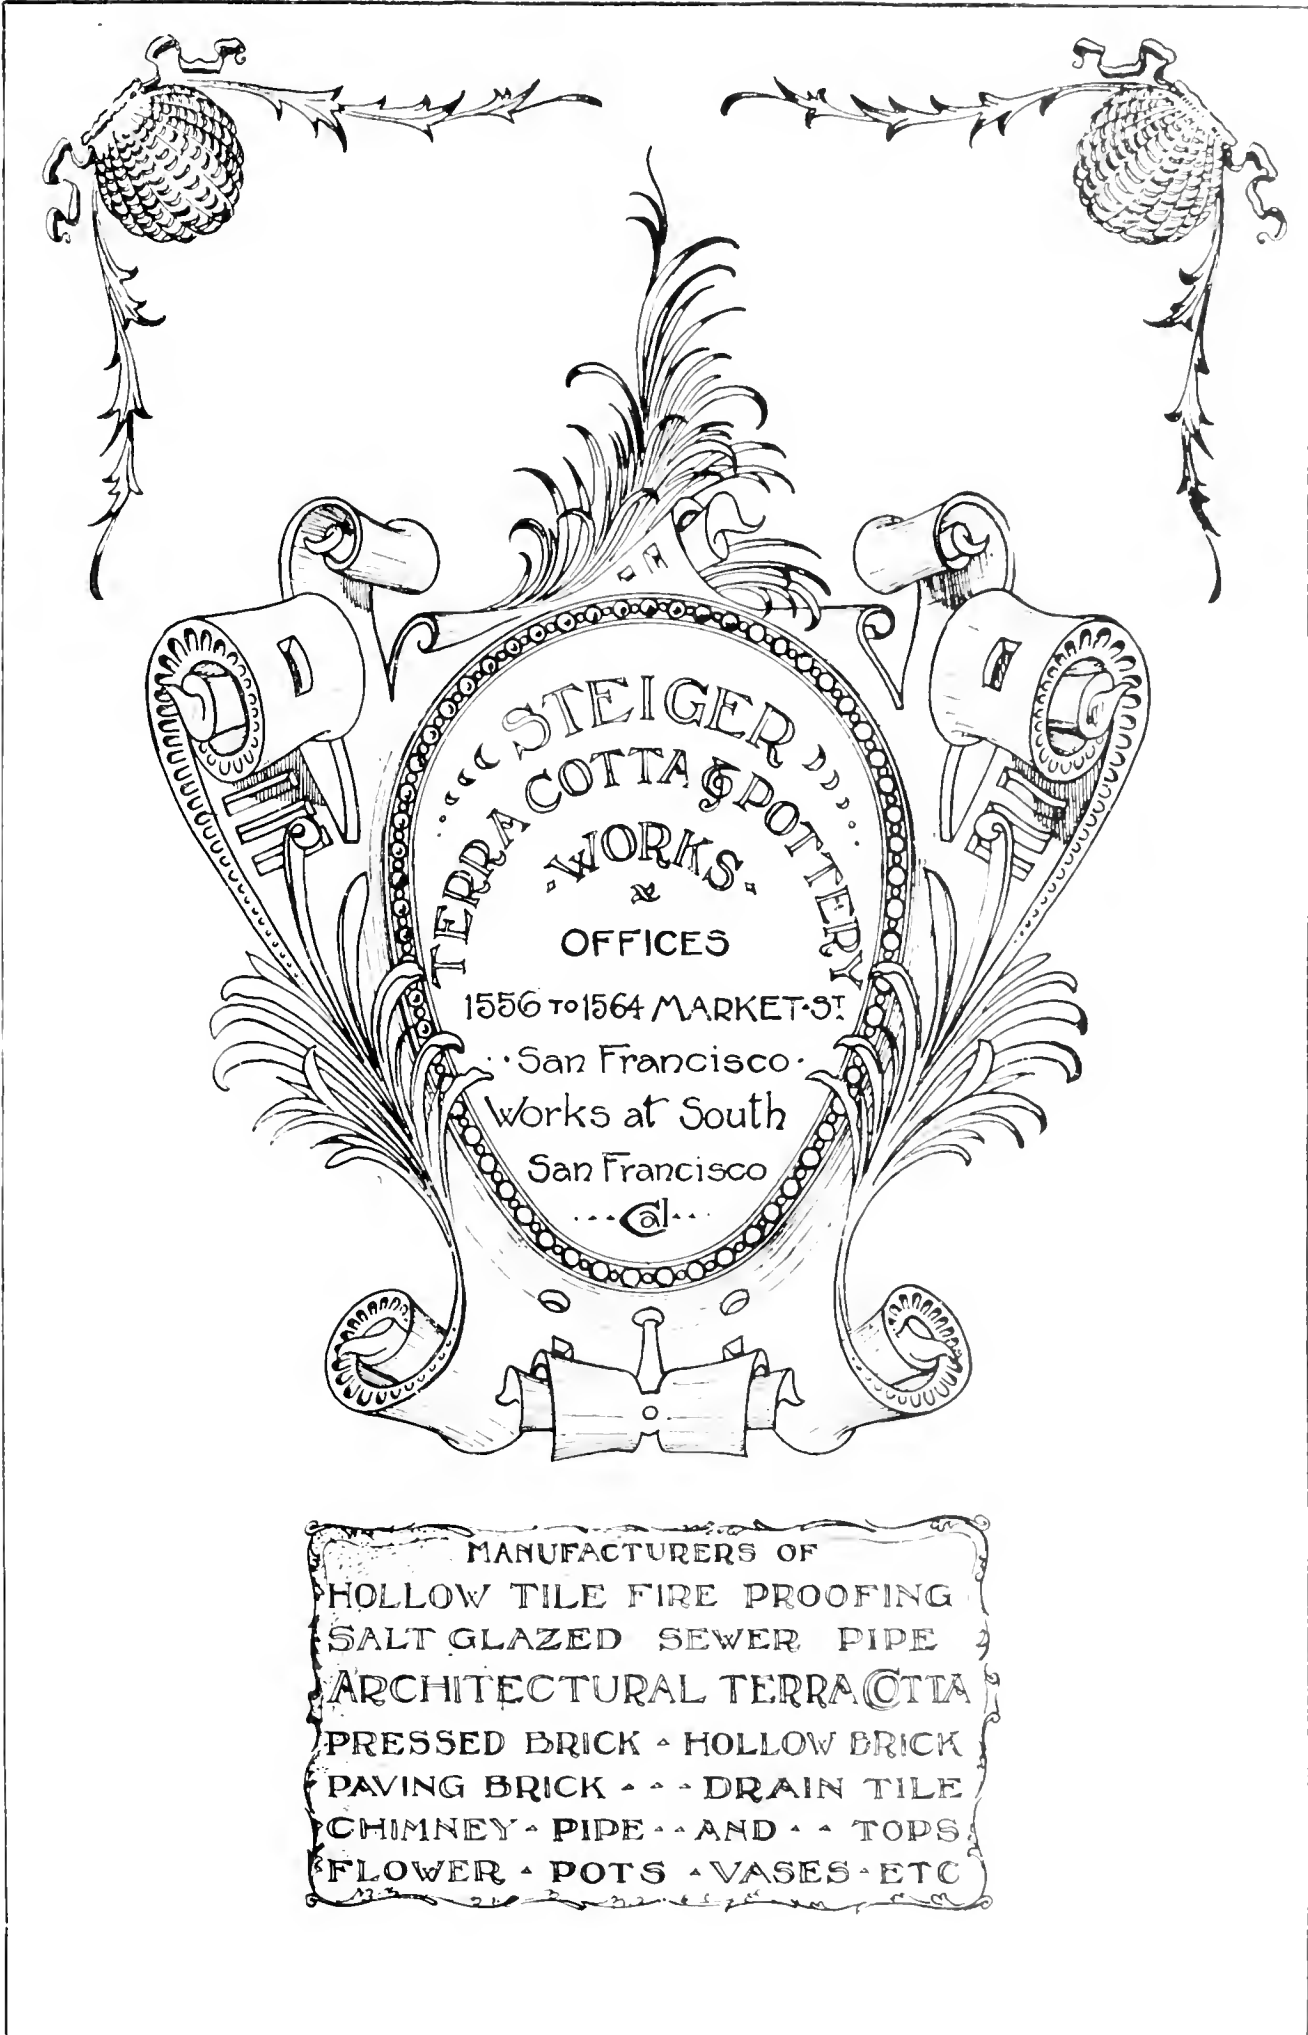 STEIGER
TERRA COTTA & POTTERY
WORKS
OFFICES
1556 TO 1564 MARKET·ST
San Francisco
Works at South
San Francisco
Cal
MANUFACTURERS OF
HOLLOW TILE FIRE PROOFING
SALT GLAZED SEWER PIPE
ARCHITECTURAL TERRA COTTA
PRESSED BRICK - HOLLOW BRICK
PAVING BRICK - - - DRAIN TILE
CHIMNEY - PIPE - - AND - - TOPS
FLOWER - POTS - VASES - ETC